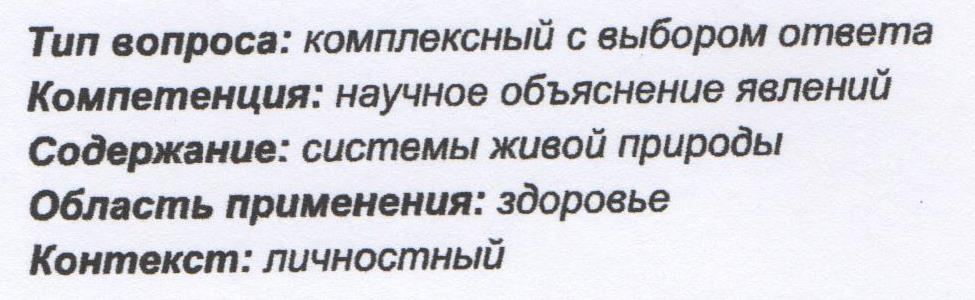 Тип вопроса: комплексный с выбором ответа
Компетенция: научное объяснение явлений
Содержание: системы живой природы
Область применения: здоровье
Контекст: личностный